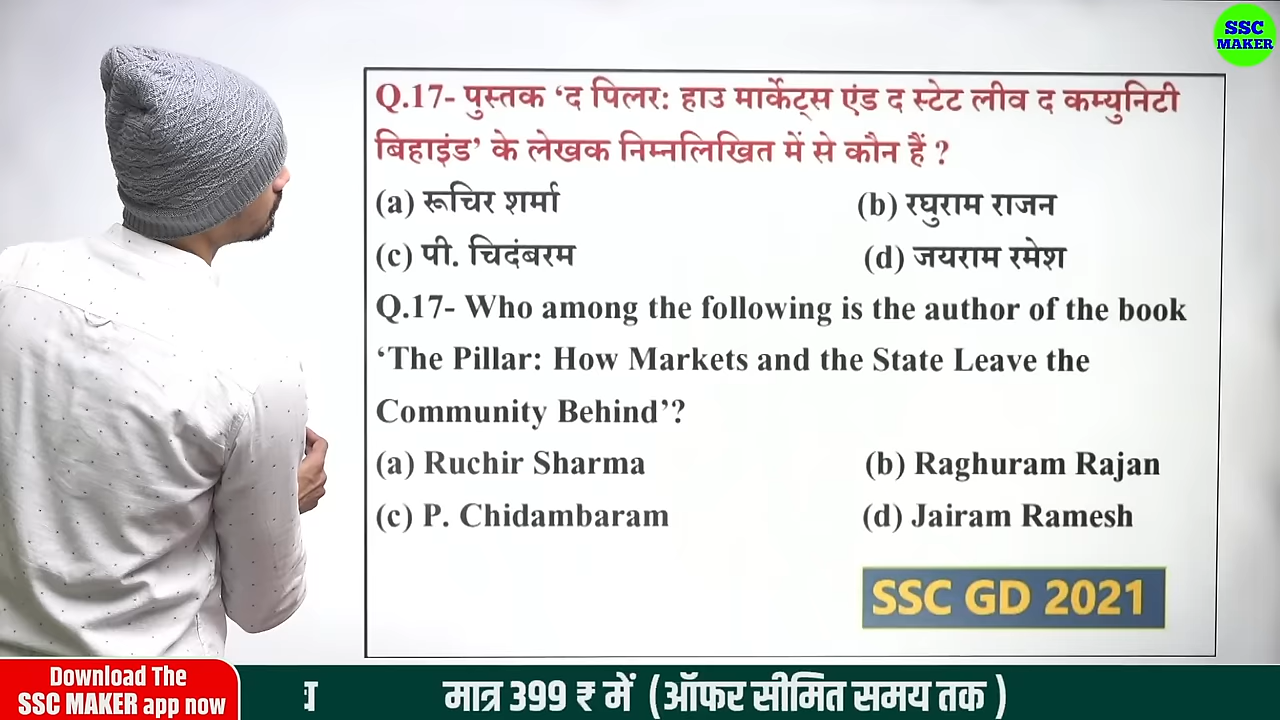 SSC
MAKER
Q.17- पुस्तक ‘द पिलर: हाउ मार्केट्स एंड द स्टेट लीव द कम्युनिटी
बिहाइंड’ के लेखक निम्नलिखित में से कौन हैं ?
(a) रूचिर शर्मा (b) रघुराम राजन
(c) पी. चिदंबरम (d) जयराम रमेश
Q.17- Who among the following is the author of the book
‘The Pillar: How Markets and the State Leave the
Community Behind’?
(a) Ruchir Sharma (b) Raghuram Rajan
(c) P. Chidambaram (d) Jairam Ramesh
SSC GD 2021
Download The
SSC MAKER app now
मात्र 399 ₹ में (ऑफर सीमित समय तक )